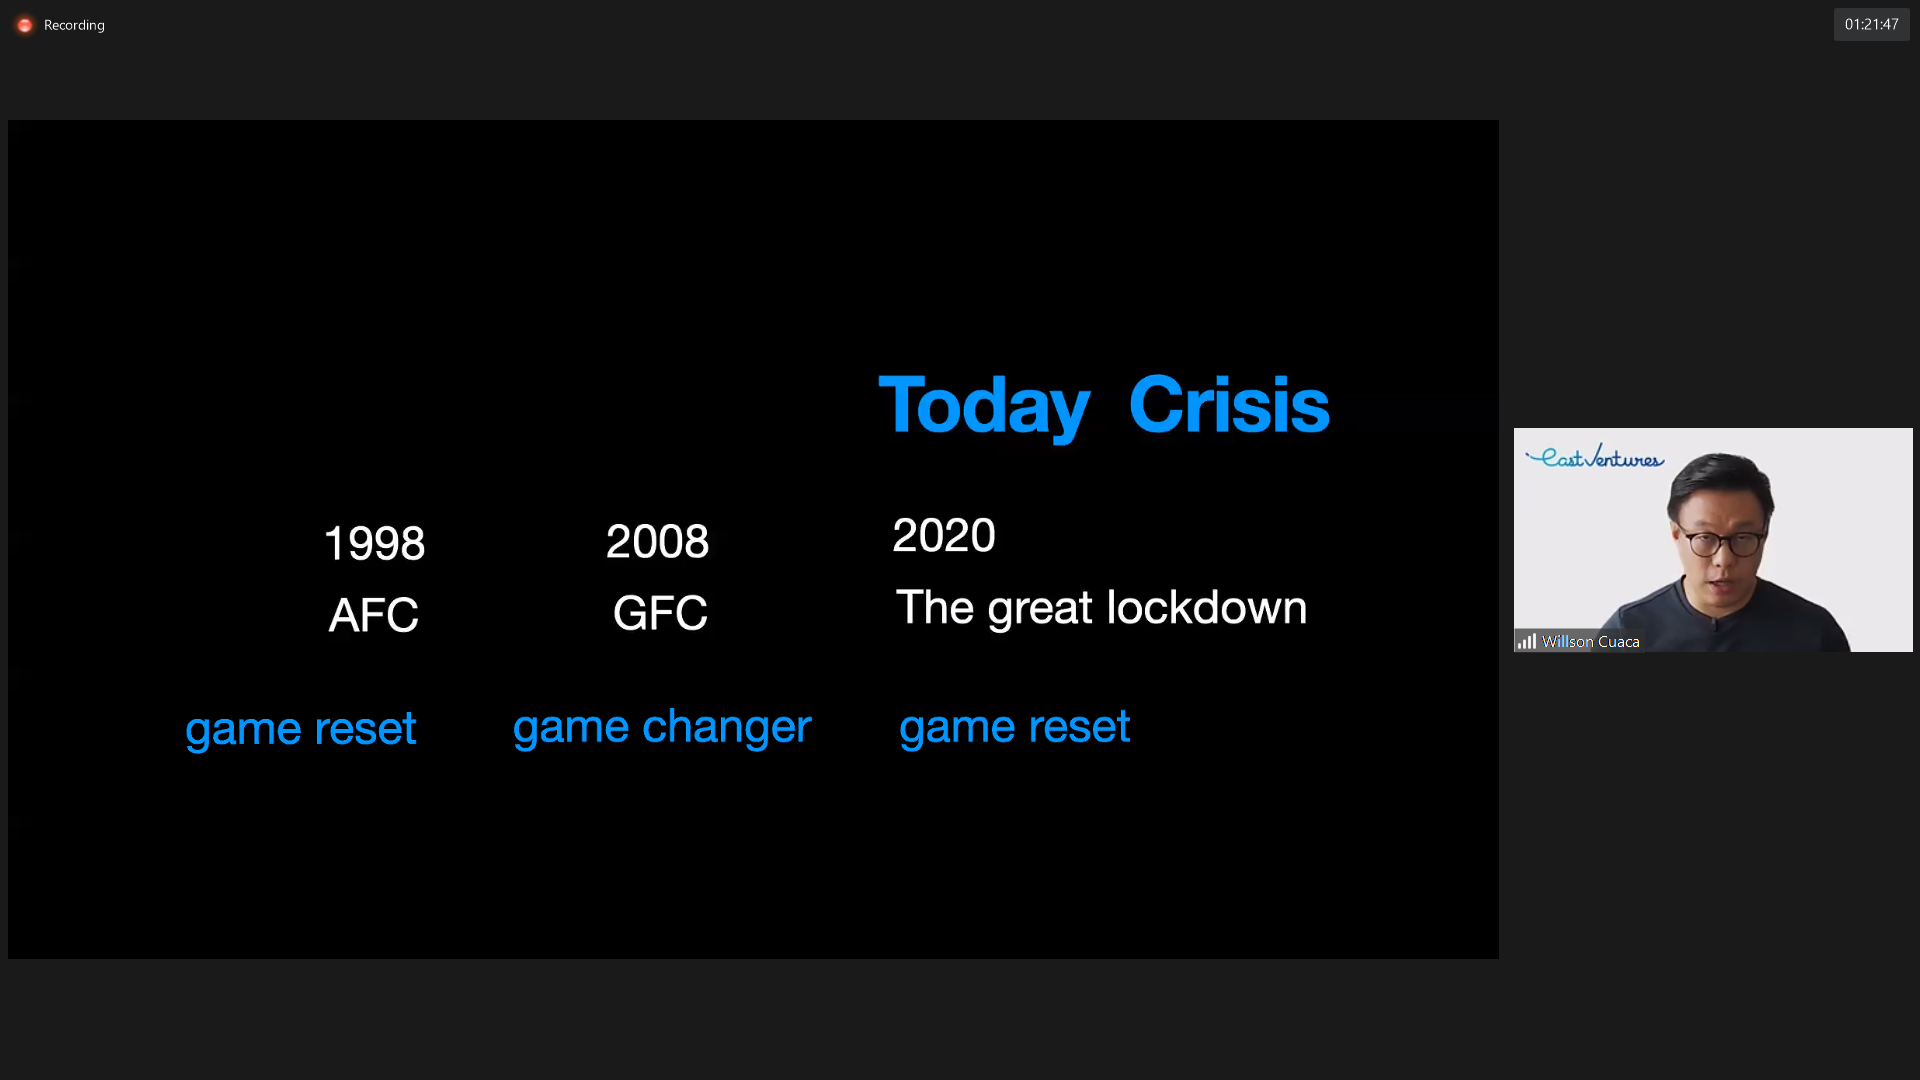 Recording
01:21:47
Today Crisis
1998 2008 2020
AFC GFC The great lockdown
game reset game changer game reset
East Ventures
Willson Cuaca